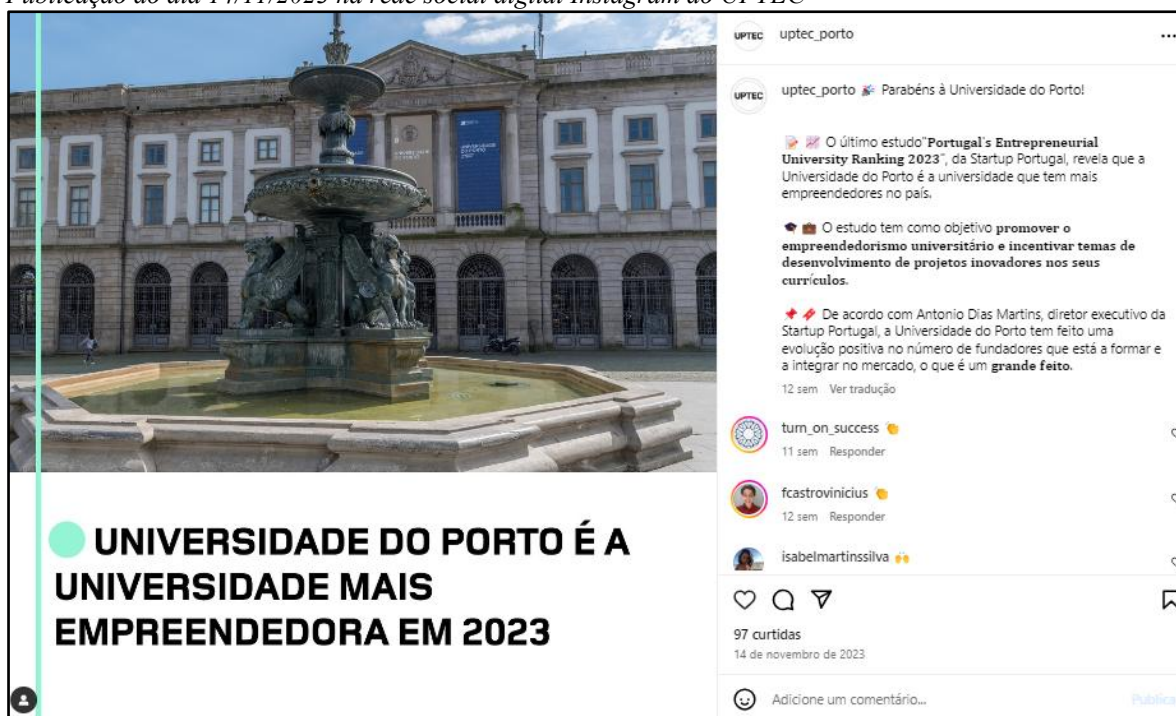 Publicação do dia 14/11/2023 na rede social digital Instagram do UPTEC
UNIVERSIDADE DO PORTO É A
UNIVERSIDADE MAIS
EMPREENDEDORA EM 2023
UPTEC uptec_porto
UPTEC uptec_porto 🎉 Parabéns à Universidade do Porto!
📝 📈 O último estudo"Portugal's Entrepreneurial
University Ranking 2023", da Startup Portugal, revela que a
Universidade do Porto é a universidade que tem mais
empreendedores no país.
🎓 💼 O estudo tem como objetivo promover o
empreendedorismo universitário e incentivar temas de
desenvolvimento de projetos inovadores nos seus
currículos.
📌 🚀 De acordo com Antonio Dias Martins, diretor executivo da
Startup Portugal, a Universidade do Porto tem feito uma
evolução positiva no número de fundadores que está a formar e
a integrar no mercado, o que é um grande feito.
12 sem Ver tradução
turn_on_success 👏
11 sem Responder
fcastrovinicius 👏
12 sem Responder
isabelmartinssilva 🙌
97 curtidas
14 de novembro de 2023
Adicione um comentário...